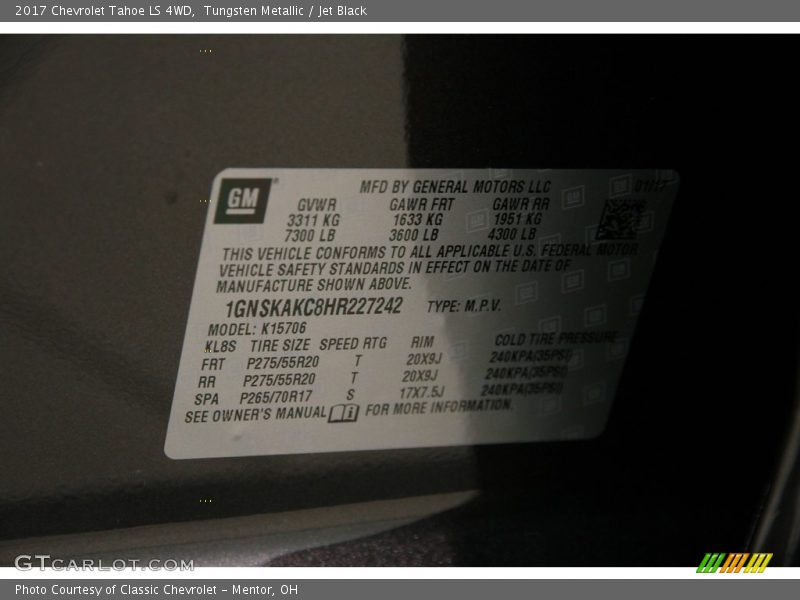 2017 Chevrolet Tahoe LS 4WD, Tungsten Metallic / Jet Black
GM
MFD BY GENERAL MOTORS LLC 01/17
GVWR GAWR FRT GAWR RR
3311 KG 1633 KG 1951 KG
7300 LB 3600 LB 4300 LB
THIS VEHICLE CONFORMS TO ALL APPLICABLE U.S. FEDERAL MOTOR
VEHICLE SAFETY STANDARDS IN EFFECT ON THE DATE OF
MANUFACTURE SHOWN ABOVE.
1GNSKAKC8HR227242 TYPE: M.P.V.
MODEL: K15706
KL8S TIRE SIZE SPEED RTG RIM COLD TIRE PRESSURE
FRT P275/55R20 T 20X9J 240KPA(35PSI)
RR P275/55R20 T 20X9J 240KPA(35PSI)
SPA P265/70R17 S 17X7.5J 240KPA(35PSI)
SEE OWNER'S MANUAL i FOR MORE INFORMATION.
GTCARLOT.COM
Photo Courtesy of Classic Chevrolet - Mentor, OH